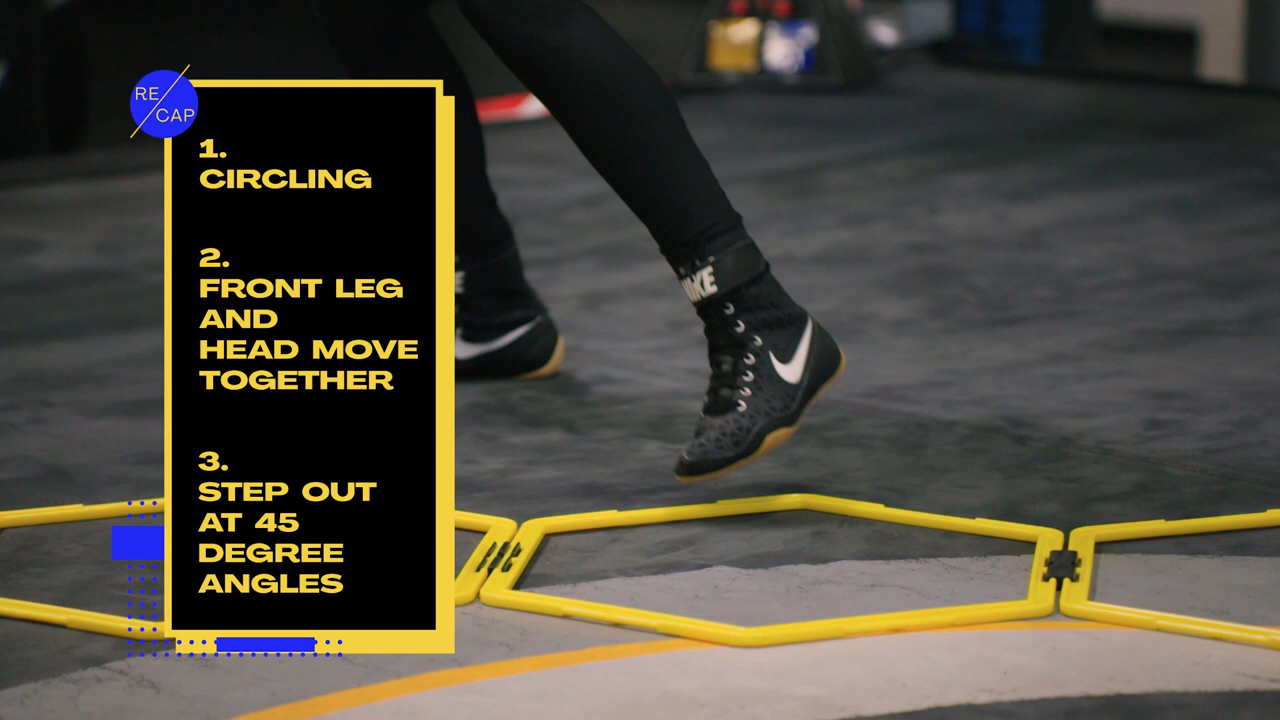 RE/CAP
1.
CIRCLING
2.
FRONT LEG
AND
HEAD MOVE
TOGETHER
3.
STEP OUT
AT 45
DEGREE
ANGLES
NIKE